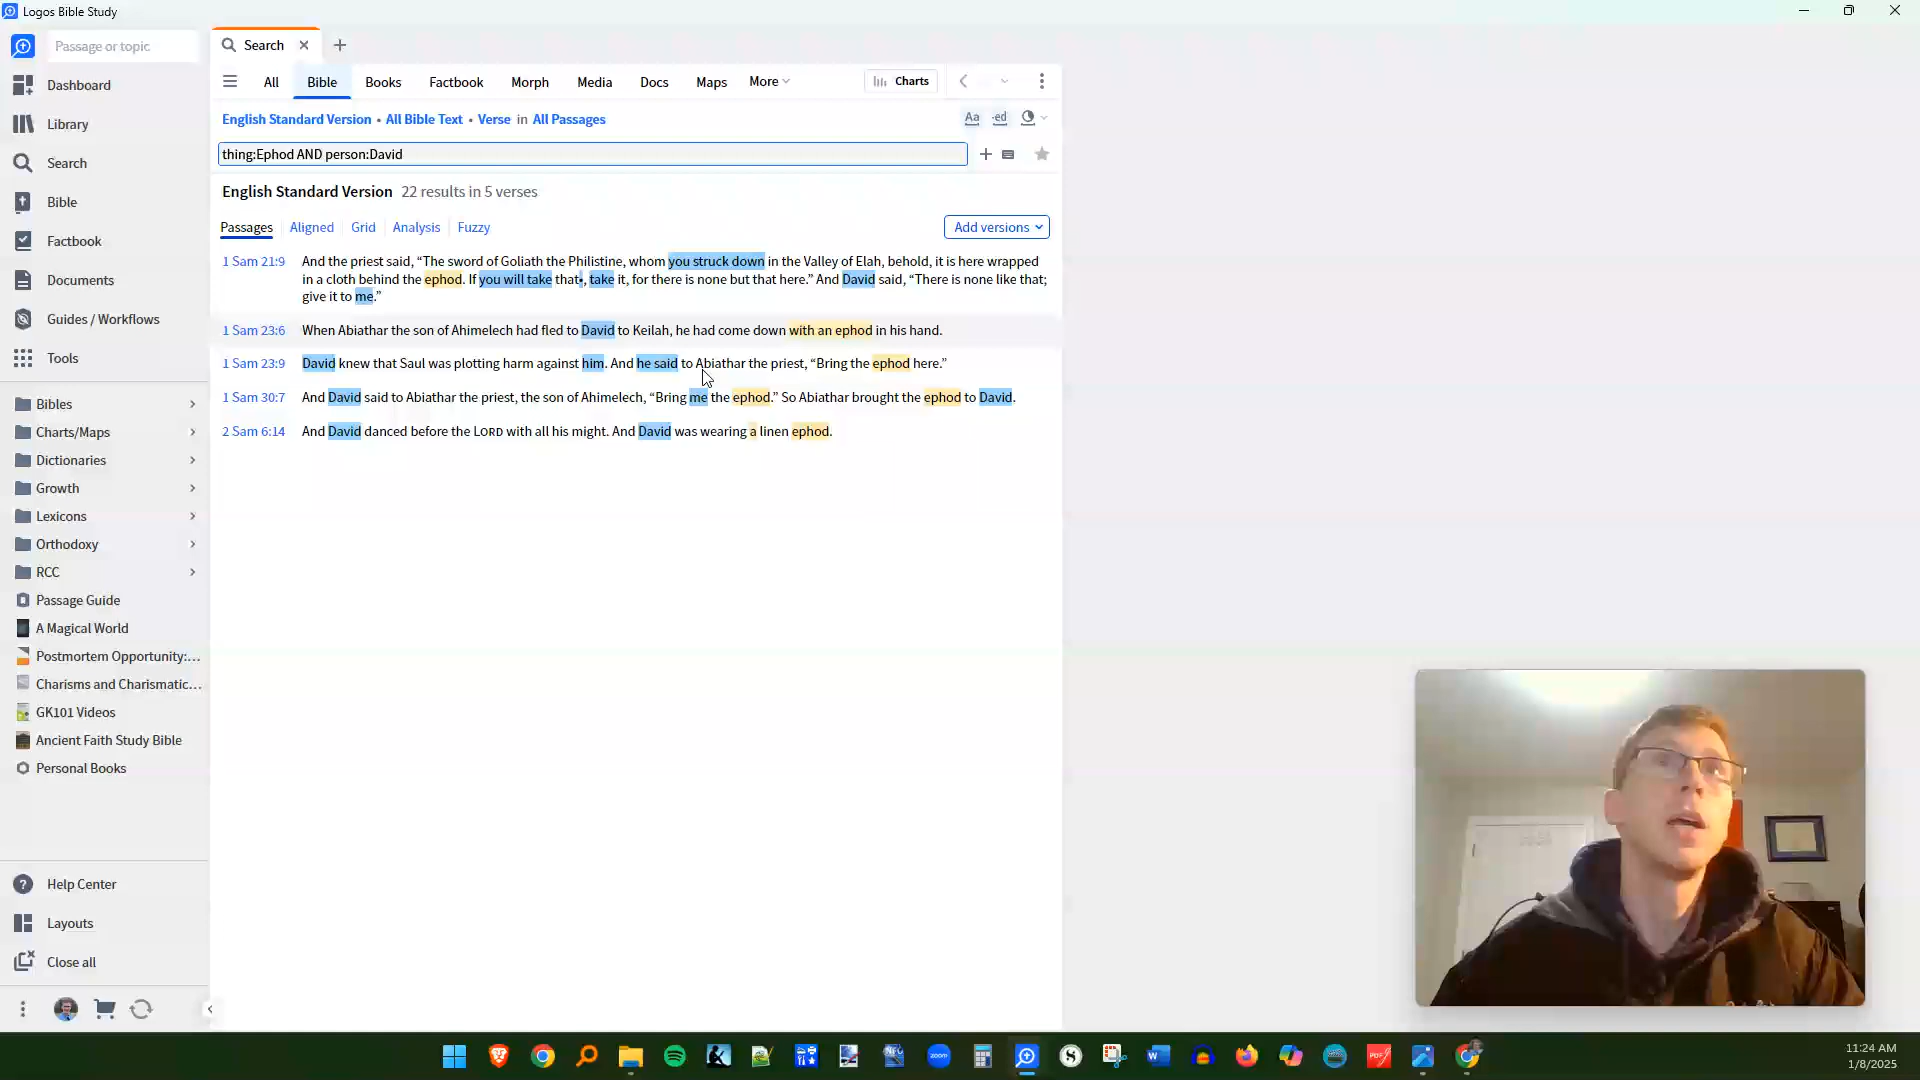 Logos Bible Study
Passage or topic
Dashboard
Library
Search
Bible
Factbook
Documents
Guides / Workflows
Tools
Bibles
Charts/Maps
Dictionaries
Growth
Lexicons
Orthodoxy
RCC
Passage Guide
A Magical World
Postmortem Opportunity:...
Charisms and Charismatic...
GK101 Videos
Ancient Faith Study Bible
Personal Books
Help Center
Layouts
Close all
Search
All Bible Books Factbook Morph Media Docs Maps More Charts
English Standard Version • All Bible Text • Verse in All Passages
Aa -ed
thing:Ephod AND person:David
English Standard Version 22 results in 5 verses
Passages Aligned Grid Analysis Fuzzy Add versions
1 Sam 21:9 And the priest said, “The sword of Goliath the Philistine, whom you struck down in the Valley of Elah, behold, it is here wrapped
in a cloth behind the ephod. If you will take that•, take it, for there is none but that here.” And David said, “There is none like that;
give it to me.”
1 Sam 23:6 When Abiathar the son of Ahimelech had fled to David to Keilah, he had come down with an ephod in his hand.
1 Sam 23:9 David knew that Saul was plotting harm against him. And he said to Abiathar the priest, “Bring the ephod here.”
1 Sam 30:7 And David said to Abiathar the priest, the son of Ahimelech, “Bring me the ephod.” So Abiathar brought the ephod to David.
2 Sam 6:14 And David danced before the LORD with all his might. And David was wearing a linen ephod.
zoom
11:24 AM
1/8/2025